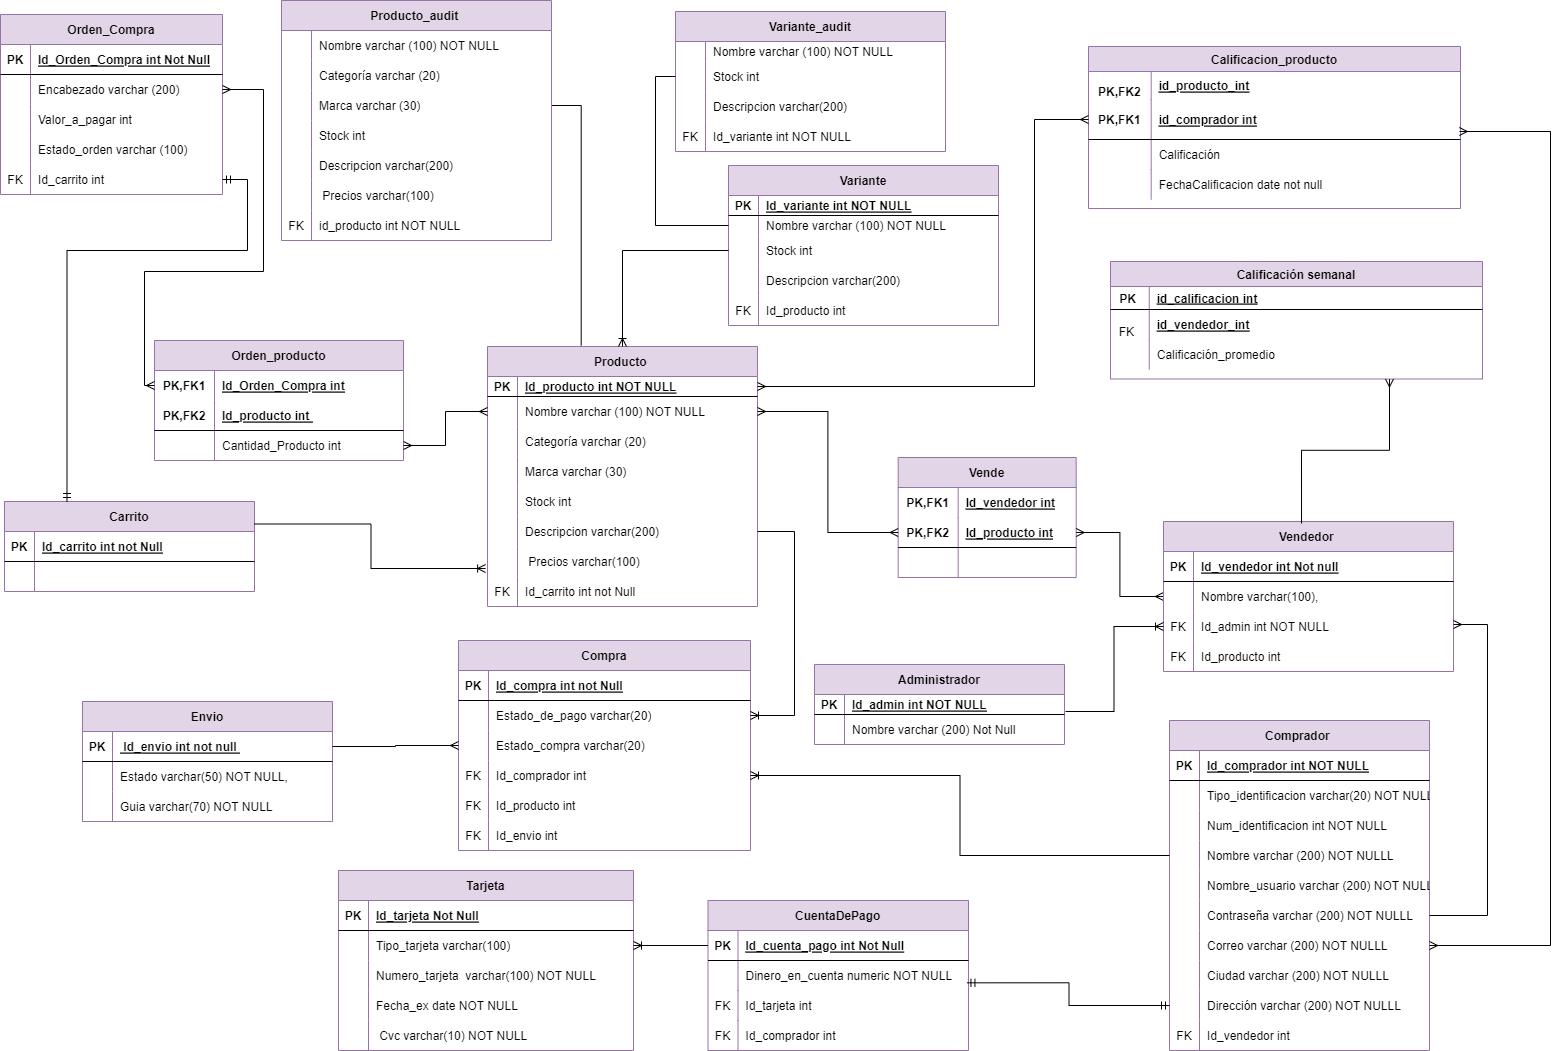 Orden_Compra
PK Id_Orden_Compra int Not Null
Encabezado varchar (200)
Valor_a_pagar int
Estado_orden varchar (100)
FK Id_carrito int
Producto_audit
Nombre varchar (100) NOT NULL
Categoría varchar (20)
Marca varchar (30)
Stock int
Descripcion varchar(200)
Precios varchar(100)
FK id_producto int NOT NULL
Variante_audit
Nombre varchar (100) NOT NULL
Stock int
Descripcion varchar(200)
FK Id_variante int NOT NULL
Variante
PK Id_variante int NOT NULL
Nombre varchar (100) NOT NULL
Stock int
Descripcion varchar(200)
FK Id_producto int
Calificacion_producto
PK,FK2 id_producto_int
PK,FK1 id_comprador int
Calificación
FechaCalificacion date not null
Calificación semanal
PK id_calificacion int
FK id_vendedor_int
Calificación_promedio
Orden_producto
PK,FK1 Id_Orden_Compra int
PK,FK2 Id_producto int
Cantidad_Producto int
Producto
PK Id_producto int NOT NULL
Nombre varchar (100) NOT NULL
Categoría varchar (20)
Marca varchar (30)
Stock int
Descripcion varchar(200)
Precios varchar(100)
FK Id_carrito int not Null
Vende
PK,FK1 Id_vendedor int
PK,FK2 Id_producto int
Carrito
PK Id_carrito int not Null
Vendedor
PK Id_vendedor int Not null
Nombre varchar(100),
FK Id_admin int NOT NULL
FK Id_producto int
Compra
PK Id_compra int not Null
Estado_de_pago varchar(20)
Estado_compra varchar(20)
FK Id_comprador int
FK Id_producto int
FK Id_envio int
Administrador
PK Id_admin int NOT NULL
Nombre varchar (200) Not Null
Envio
PK Id_envio int not null
Estado varchar(50) NOT NULL,
Guia varchar(70) NOT NULL
Comprador
PK Id_comprador int NOT NULL
Tipo_identificacion varchar(20) NOT NULL
Num_identificacion int NOT NULL
Nombre varchar (200) NOT NULLL
Nombre_usuario varchar (200) NOT NULL
Contraseña varchar (200) NOT NULLL
Correo varchar (200) NOT NULLL
Ciudad varchar (200) NOT NULLL
Dirección varchar (200) NOT NULLL
FK Id_vendedor int
Tarjeta
PK Id_tarjeta Not Null
Tipo_tarjeta varchar(100)
Numero_tarjeta varchar(100) NOT NULL
Fecha_ex date NOT NULL
Cvc varchar(10) NOT NULL
CuentaDePago
PK Id_cuenta_pago int Not Null
Dinero_en_cuenta numeric NOT NULL
FK Id_tarjeta int
FK Id_comprador int